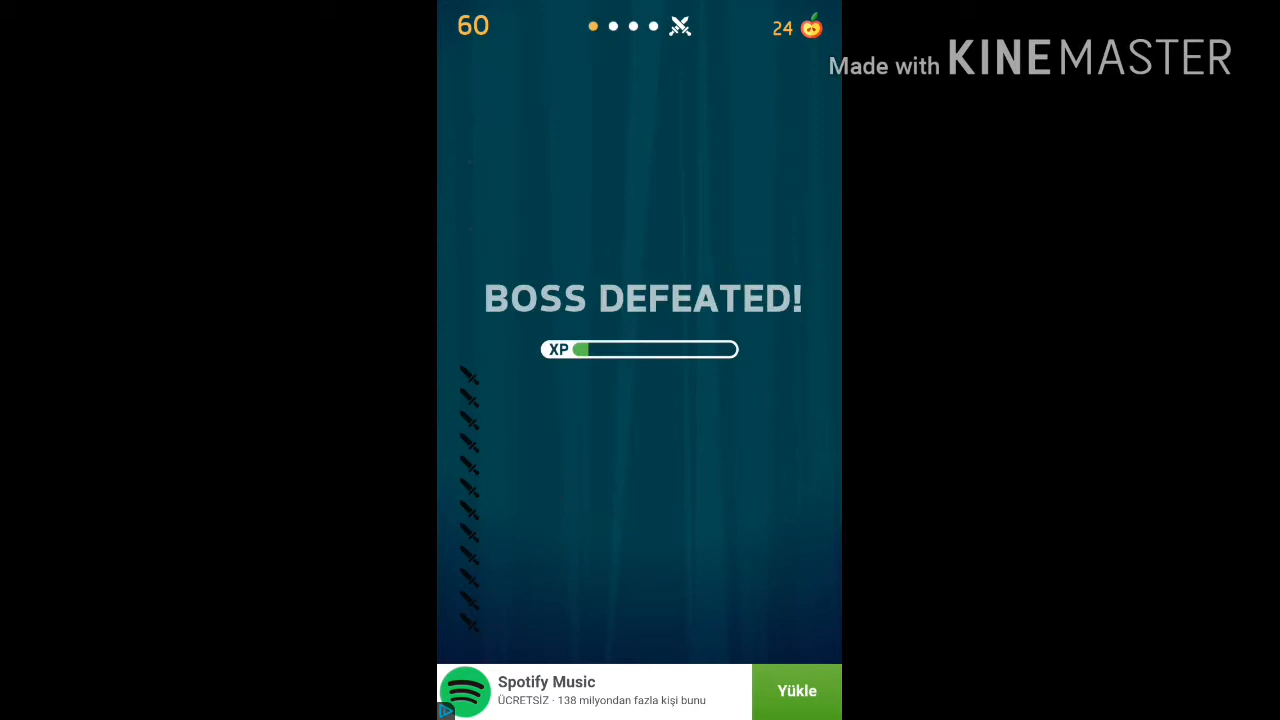 60
24
Made with KINEMASTER
BOSS DEFEATED!
XP
Spotify Music
ÜCRETSİZ · 138 milyondan fazla kişi bunu
Yükle